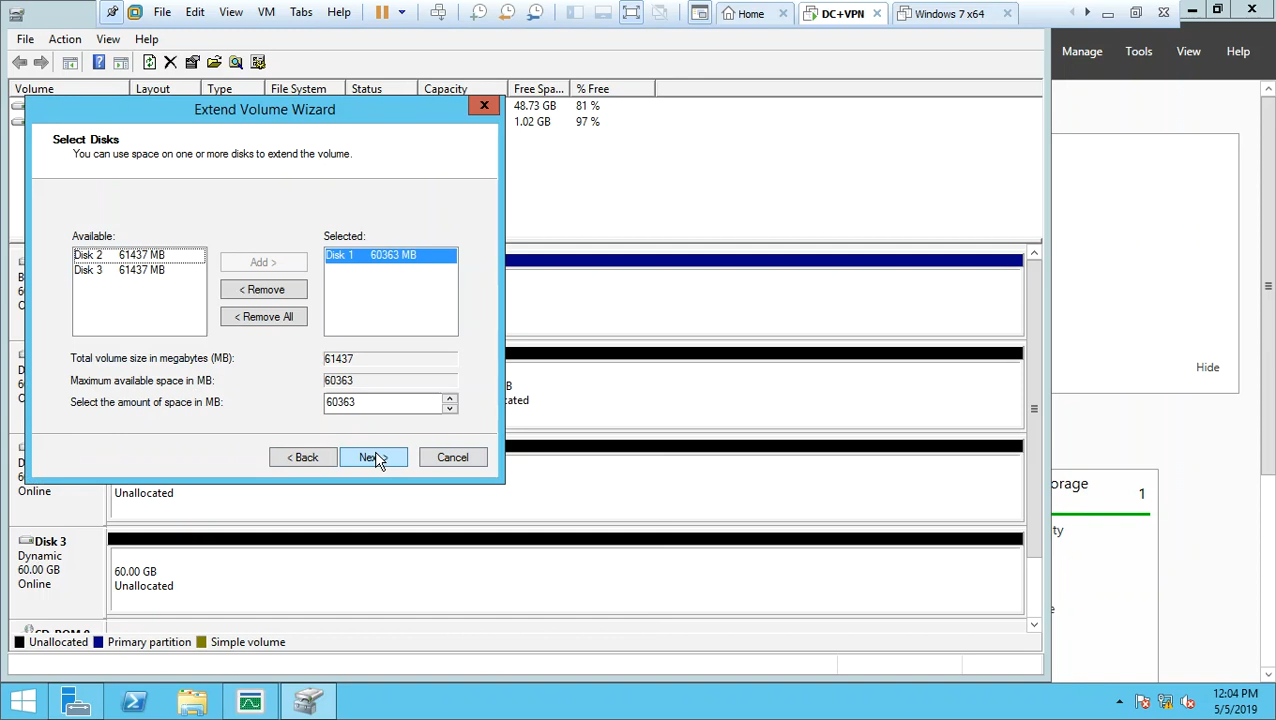 File Edit View VM Tabs Help
Home
DC+VPN
Windows 7 x64
File Action View Help
Manage Tools View Help
Volume Layout Type File System Status Capacity Free Spa... % Free
48.73 GB 81 %
1.02 GB 97 %
Extend Volume Wizard
Select Disks
You can use space on one or more disks to extend the volume.
Available:
Selected:
Disk 2 61437 MB
Disk 3 61437 MB
Disk 1 60363 MB
Add >
< Remove
< Remove All
Total volume size in megabytes (MB): 61437
Maximum available space in MB: 60363
Select the amount of space in MB: 60363
< Back
Cancel
Hide
Online
Unallocated
Disk 3
Dynamic
60.00 GB
Online
60.00 GB
Unallocated
Unallocated Primary partition Simple volume
1
12:04 PM
5/5/2019